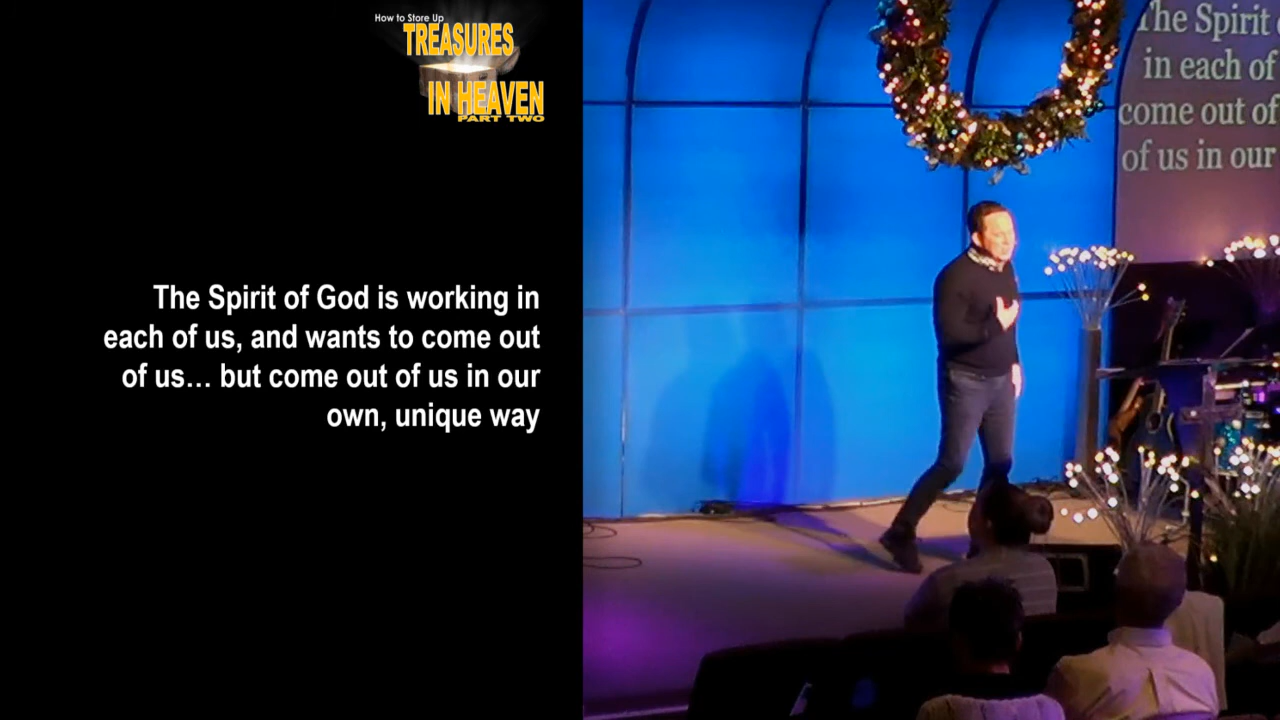 How to Store Up
TREASURES
IN HEAVEN
PART TWO
The Spirit of God is working in
each of us, and wants to come out
of us... but come out of us in our
own, unique way
The Spirit
in each of
come out of
of us in our